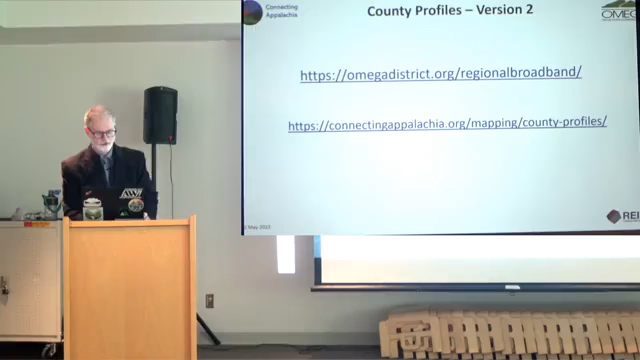 Connecting
Appalachia
County Profiles – Version 2
OMEG
https://omegadistrict.org/regionalbroadband/
https://connectingappalachia.org/mapping/county-profiles/
May 2023
REI